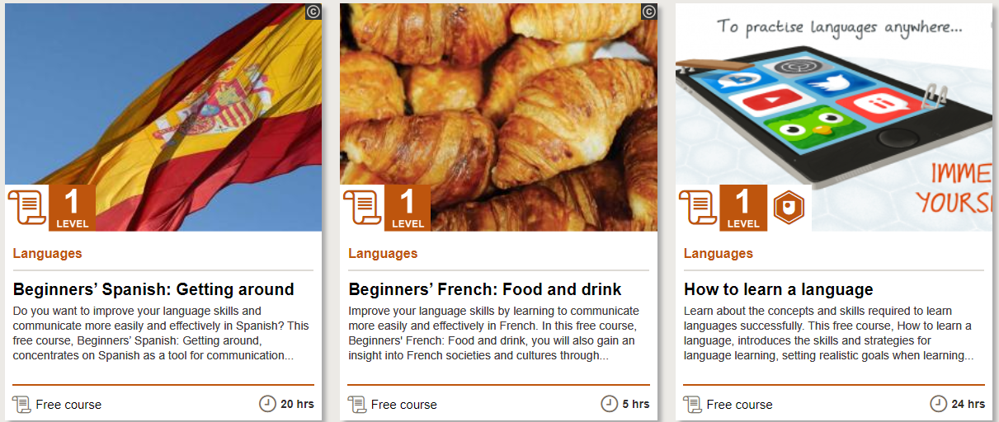 ©
1
LEVEL
Languages
Beginners’ Spanish: Getting around
Do you want to improve your language skills and
communicate more easily and effectively in Spanish? This
free course, Beginners’ Spanish: Getting around,
concentrates on Spanish as a tool for communication...
Free course
20 hrs
©
1
LEVEL
Languages
Beginners’ French: Food and drink
Improve your language skills by learning to communicate
more easily and effectively in French. In this free course,
Beginners' French: Food and drink, you will also gain an
insight into French societies and cultures through...
Free course
5 hrs
To practise languages anywhere...
IMME
YOURS
1
LEVEL
Languages
How to learn a language
Learn about the concepts and skills required to learn
languages successfully. This free course, How to learn a
language, introduces the skills and strategies for
language learning, setting realistic goals when learning...
Free course
24 hrs